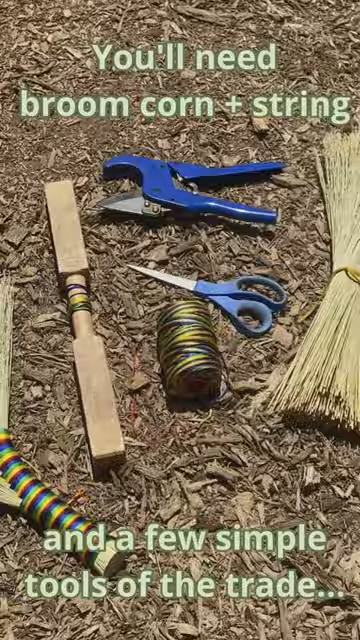 You'll need
broom corn + string
and a few simple
tools of the trade...